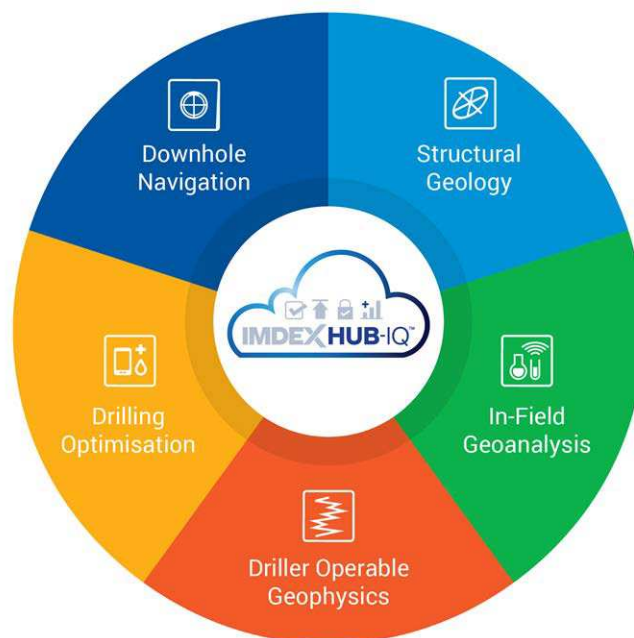 Downhole
Navigation
Structural
Geology
IMDEXHUB-IQ™
Drilling
Optimisation
In-Field
Geoanalysis
Driller Operable
Geophysics